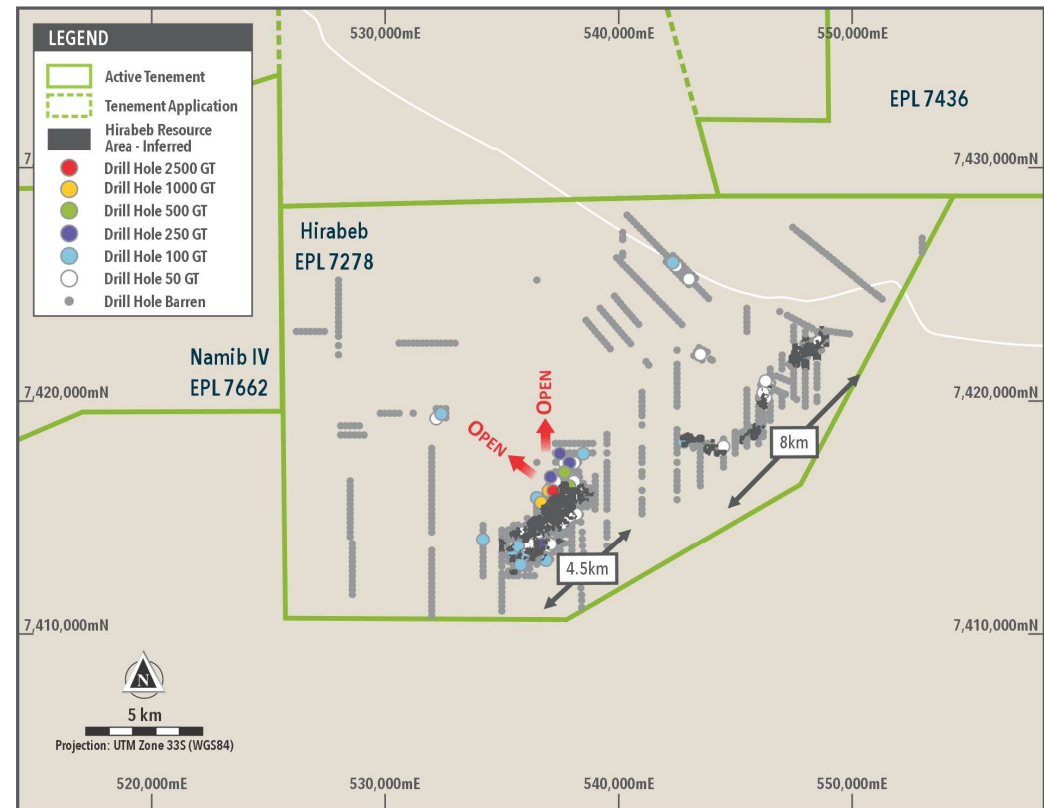 530,000mE
540,000mE
550,000mE
LEGEND
Active Tenement
Tenement Application
Hirabeb Resource
Area - Inferred
Drill Hole 2500 GT
Drill Hole 1000 GT
Drill Hole 500 GT
Drill Hole 250 GT
Drill Hole 100 GT
Drill Hole 50 GT
Drill Hole Barren
EPL 7436
7
7,430,000mN
Hirabeb
EPL 7278
Namib IV
EPL 7662
7,420,000mN
7,420,000mN
OPEN
OPEN
8km
4.5km
7,410,000mN
7,410,000mN
N
5 km
Projection: UTM Zone 33S (WGS84)
520,000mE
530,000mE
540,000mE
550,000mE